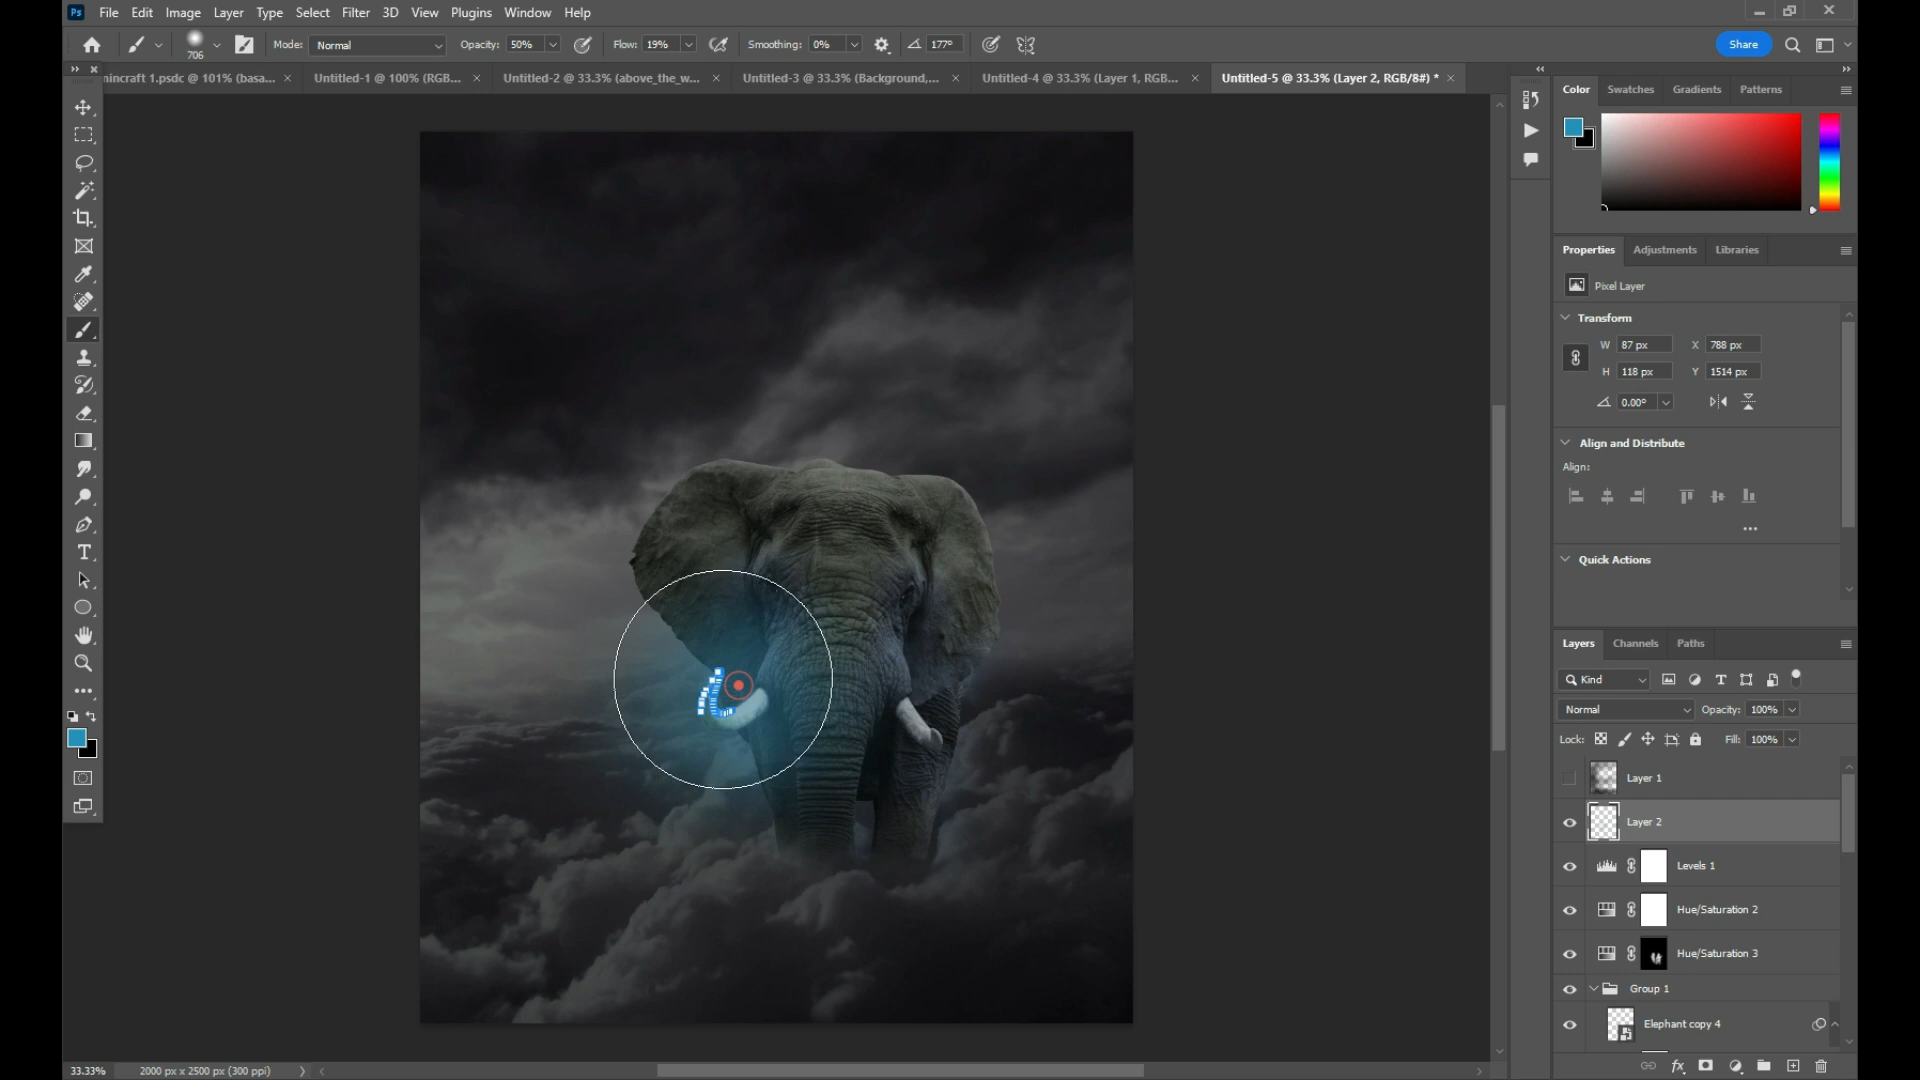 Ps File Edit Image Layer Type Select Filter 3D View Plugins Window Help
706 Mode: Normal Opacity: 50% Flow: 19% Smoothing: 0% 177° Share
mincraft 1.psdc @ 101% (basa... × Untitled-1 @ 100% (RGB... × Untitled-2 @ 33.3% (above_the_w... × Untitled-3 @ 33.3% (Background,... × Untitled-4 @ 33.3% (Layer 1, RGB... × Untitled-5 @ 33.3% (Layer 2, RGB/8#) * ×
Color Swatches Gradients Patterns
Properties Adjustments Libraries
Pixel Layer
Transform
W 87 px X 788 px
H 118 px Y 1514 px
0.00°
Align and Distribute
Align:
Quick Actions
Layers Channels Paths
Kind
Normal Opacity: 100%
Lock: Fill: 100%
Layer 1
Layer 2
Levels 1
Hue/Saturation 2
Hue/Saturation 3
Group 1
Elephant copy 4
33.33% 2000 px x 2500 px (300 ppi)